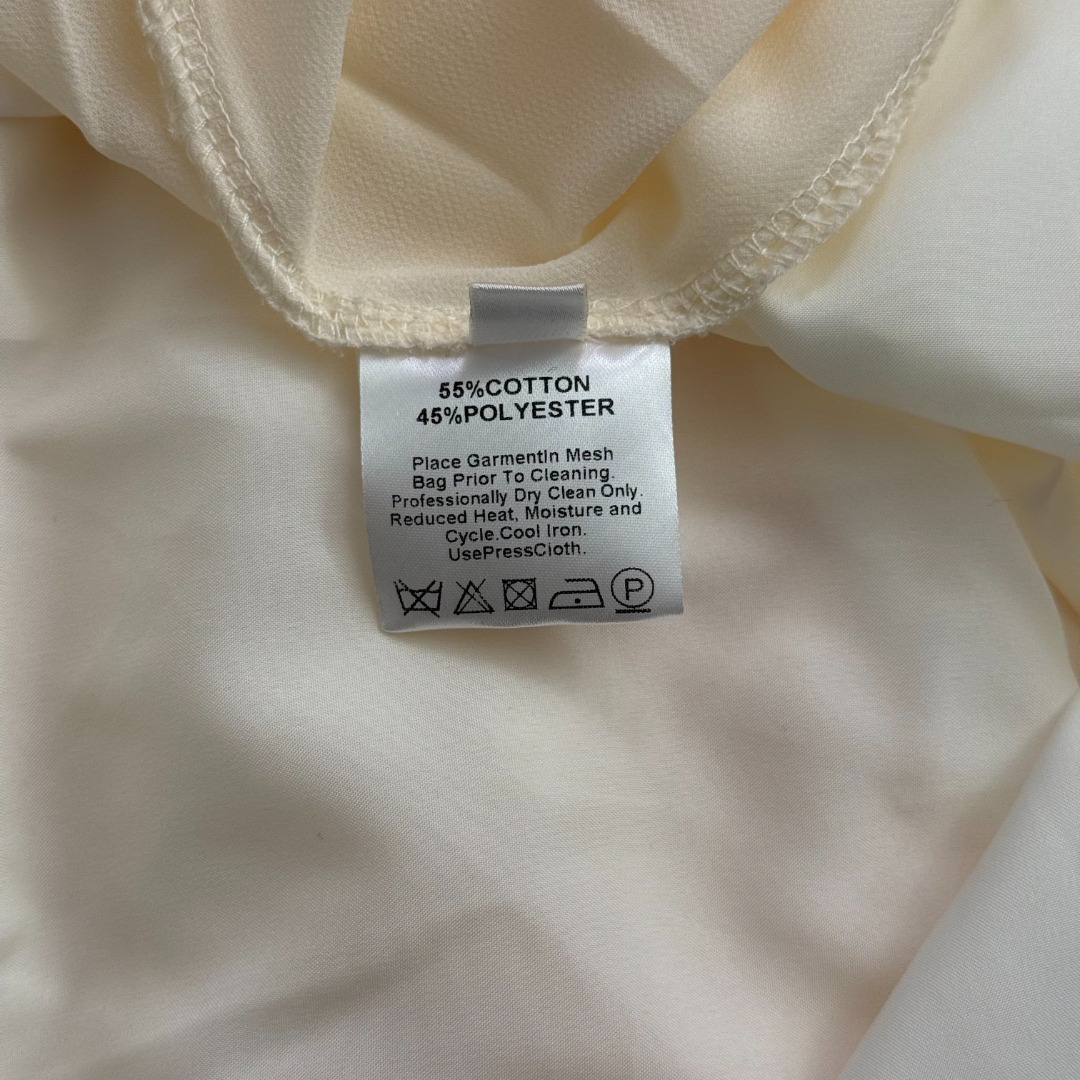 55%COTTON
45%POLYESTER
Place GarmentIn Mesh
Bag Prior To Cleaning.
Professionally Dry Clean Only.
Reduced Heat, Moisture and
Cycle.Cool Iron.
UsePressCloth.
P